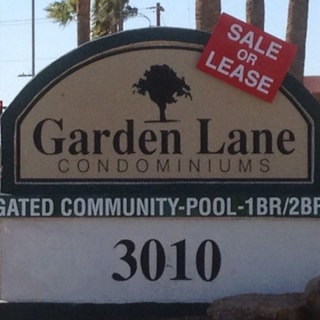 SALE
OR
LEASE
Garden Lane
CONDOMINIUMS
GATED COMMUNITY-POOL-1BR/2BR
3010